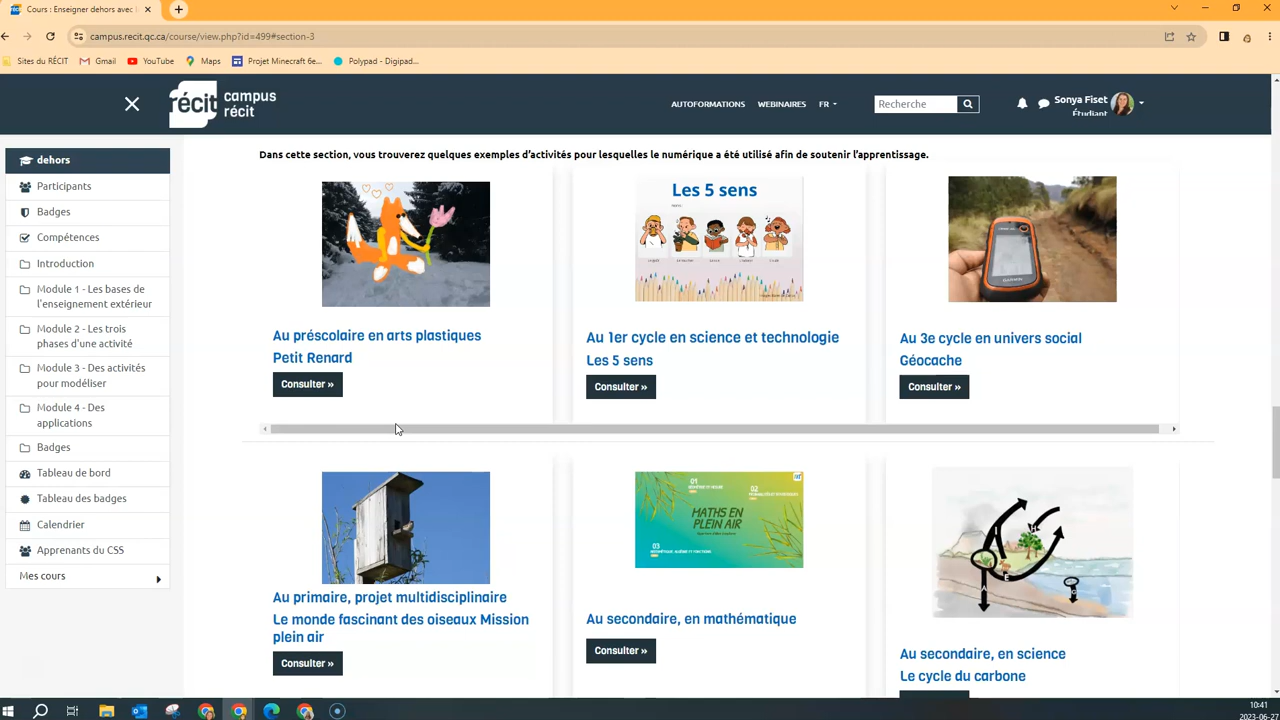 Cours : Enseigner dehors avec
campus.recit.qc.ca/course/view.php?id=499#section-3
Sites du RÉCIT
Gmail
YouTube
Maps
Projet Minecraft 6e...
Polypad - Digipad...
récit
campus
récit
AUTOFORMATIONS
WEBINAIRES
FR
Recherche
Sonya Fiset
Étudiant
dehors
Participants
Badges
Compétences
Introduction
Module 1 - Les bases de
l'enseignement extérieur
Module 2 - Les trois
phases d'une activité
Module 3 - Des activités
pour modéliser
Module 4 - Des
applications
Badges
Tableau de bord
Tableau des badges
Calendrier
Apprenants du CSS
Mes cours
Dans cette section, vous trouverez quelques exemples d'activités pour lesquelles le numérique a été utilisé afin de soutenir l'apprentissage.
Au préscolaire en arts plastiques
Petit Renard
Consulter »
Les 5 sens
Au 1er cycle en science et technologie
Les 5 sens
Consulter »
GARMIN
Au 3e cycle en univers social
Géocache
Consulter »
Au primaire, projet multidisciplinaire
Le monde fascinant des oiseaux Mission
plein air
Consulter »
01
02
MATHS EN
PLEIN AIR
03
Au secondaire, en mathématique
Consulter »
Au secondaire, en science
Le cycle du carbone
10:41
2023-06-27